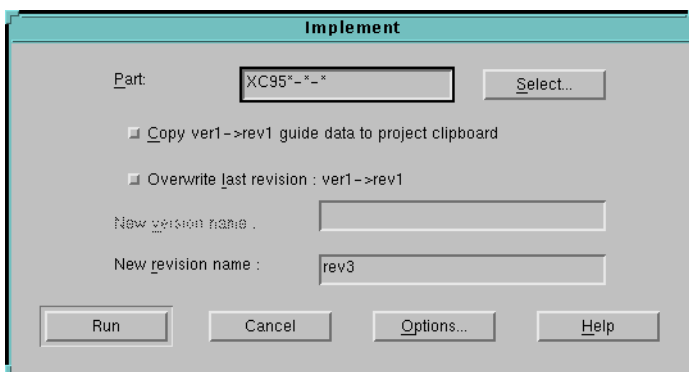 Implement
Part: XC95*-*-* Select...
Copy ver1->rev1 guide data to project clipboard
Overwrite last revision : ver1->rev1
New version name :
New revision name : rev3
Run Cancel Options... Help